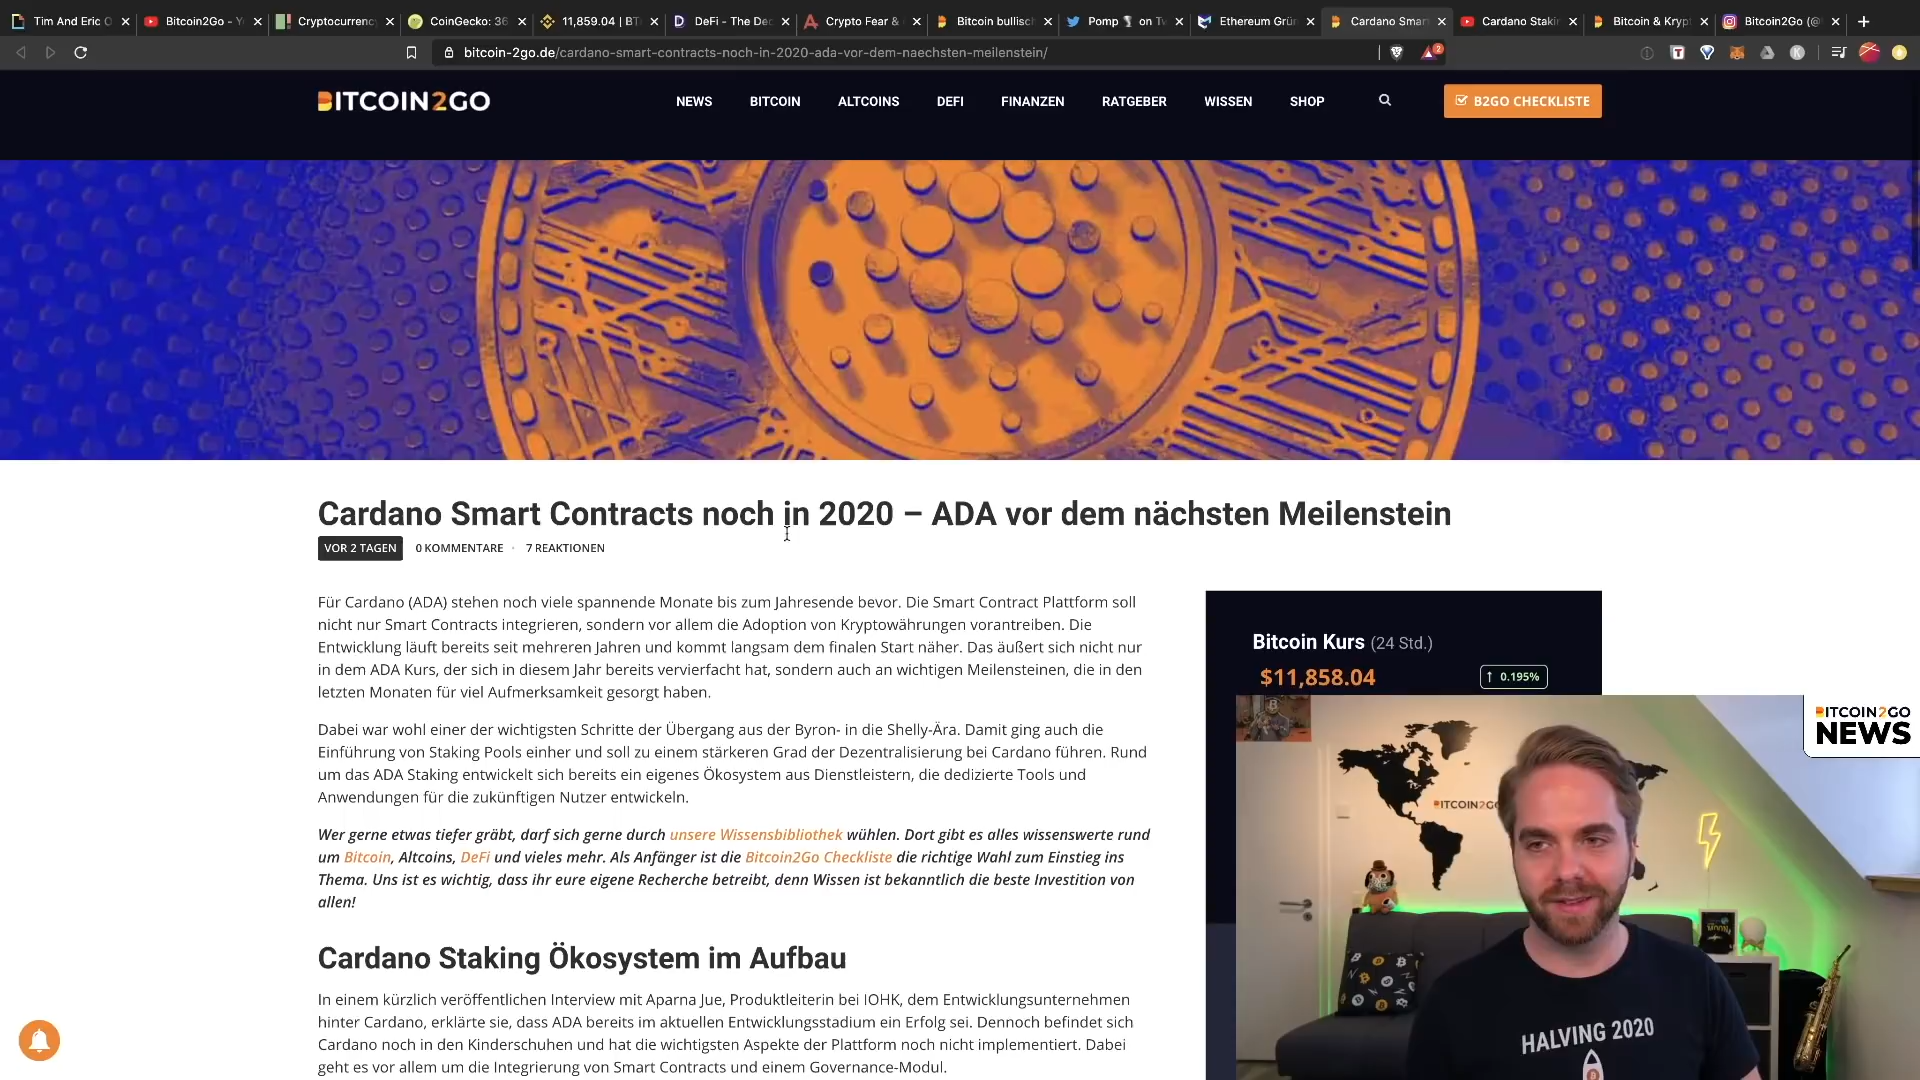 Tim And Eric
Bitcoin2Go - Y
Cryptocurrenc
CoinGecko: 36
11,859.04 | BT
DeFi - The De
Crypto Fear &
Bitcoin bullisc
Pomp on Tw
Ethereum Grün
Cardano Smar
Cardano Staki
Bitcoin & Krypt
Bitcoin2Go (@
bitcoin-2go.de/cardano-smart-contracts-noch-in-2020-ada-vor-dem-naechsten-meilenstein/
2
BITCOIN2GO
NEWS BITCOIN ALTCOINS DEFI FINANZEN RATGEBER WISSEN SHOP
B2GO CHECKLISTE
Cardano Smart Contracts noch in 2020 – ADA vor dem nächsten Meilenstein
VOR 2 TAGEN 0 KOMMENTARE · 7 REAKTIONEN
Für Cardano (ADA) stehen noch viele spannende Monate bis zum Jahresende bevor. Die Smart Contract Plattform soll
nicht nur Smart Contracts integrieren, sondern vor allem die Adoption von Kryptowährungen vorantreiben. Die
Entwicklung läuft bereits seit mehreren Jahren und kommt langsam dem finalen Start näher. Das äußert sich nicht nur
in dem ADA Kurs, der sich in diesem Jahr bereits vervierfacht hat, sondern auch an wichtigen Meilensteinen, die in den
letzten Monaten für viel Aufmerksamkeit gesorgt haben.
Dabei war wohl einer der wichtigsten Schritte der Übergang aus der Byron- in die Shelly-Ära. Damit ging auch die
Einführung von Staking Pools einher und soll zu einem stärkeren Grad der Dezentralisierung bei Cardano führen. Rund
um das ADA Staking entwickelt sich bereits ein eigenes Ökosystem aus Dienstleistern, die dedizierte Tools und
Anwendungen für die zukünftigen Nutzer entwickeln.
Wer gerne etwas tiefer gräbt, darf sich gerne durch unsere Wissensbibliothek wühlen. Dort gibt es alles wissenswerte rund
um Bitcoin, Altcoins, DeFi und vieles mehr. Als Anfänger ist die Bitcoin2Go Checkliste die richtige Wahl zum Einstieg ins
Thema. Uns ist es wichtig, dass ihr eure eigene Recherche betreibt, denn Wissen ist bekanntlich die beste Investition von
allen!
Cardano Staking Ökosystem im Aufbau
In einem kürzlich veröffentlichen Interview mit Aparna Jue, Produktleiterin bei IOHK, dem Entwicklungsunternehmen
hinter Cardano, erklärte sie, dass ADA bereits im aktuellen Entwicklungsstadium ein Erfolg sei. Dennoch befindet sich
Cardano noch in den Kinderschuhen und hat die wichtigsten Aspekte der Plattform noch nicht implementiert. Dabei
geht es vor allem um die Integrierung von Smart Contracts und einem Governance-Modul.
Bitcoin Kurs (24 Std.)
$11,858.04
↑ 0.195%
BITCOIN2GO
NEWS
BITCOIN2GO
HALVING 2020